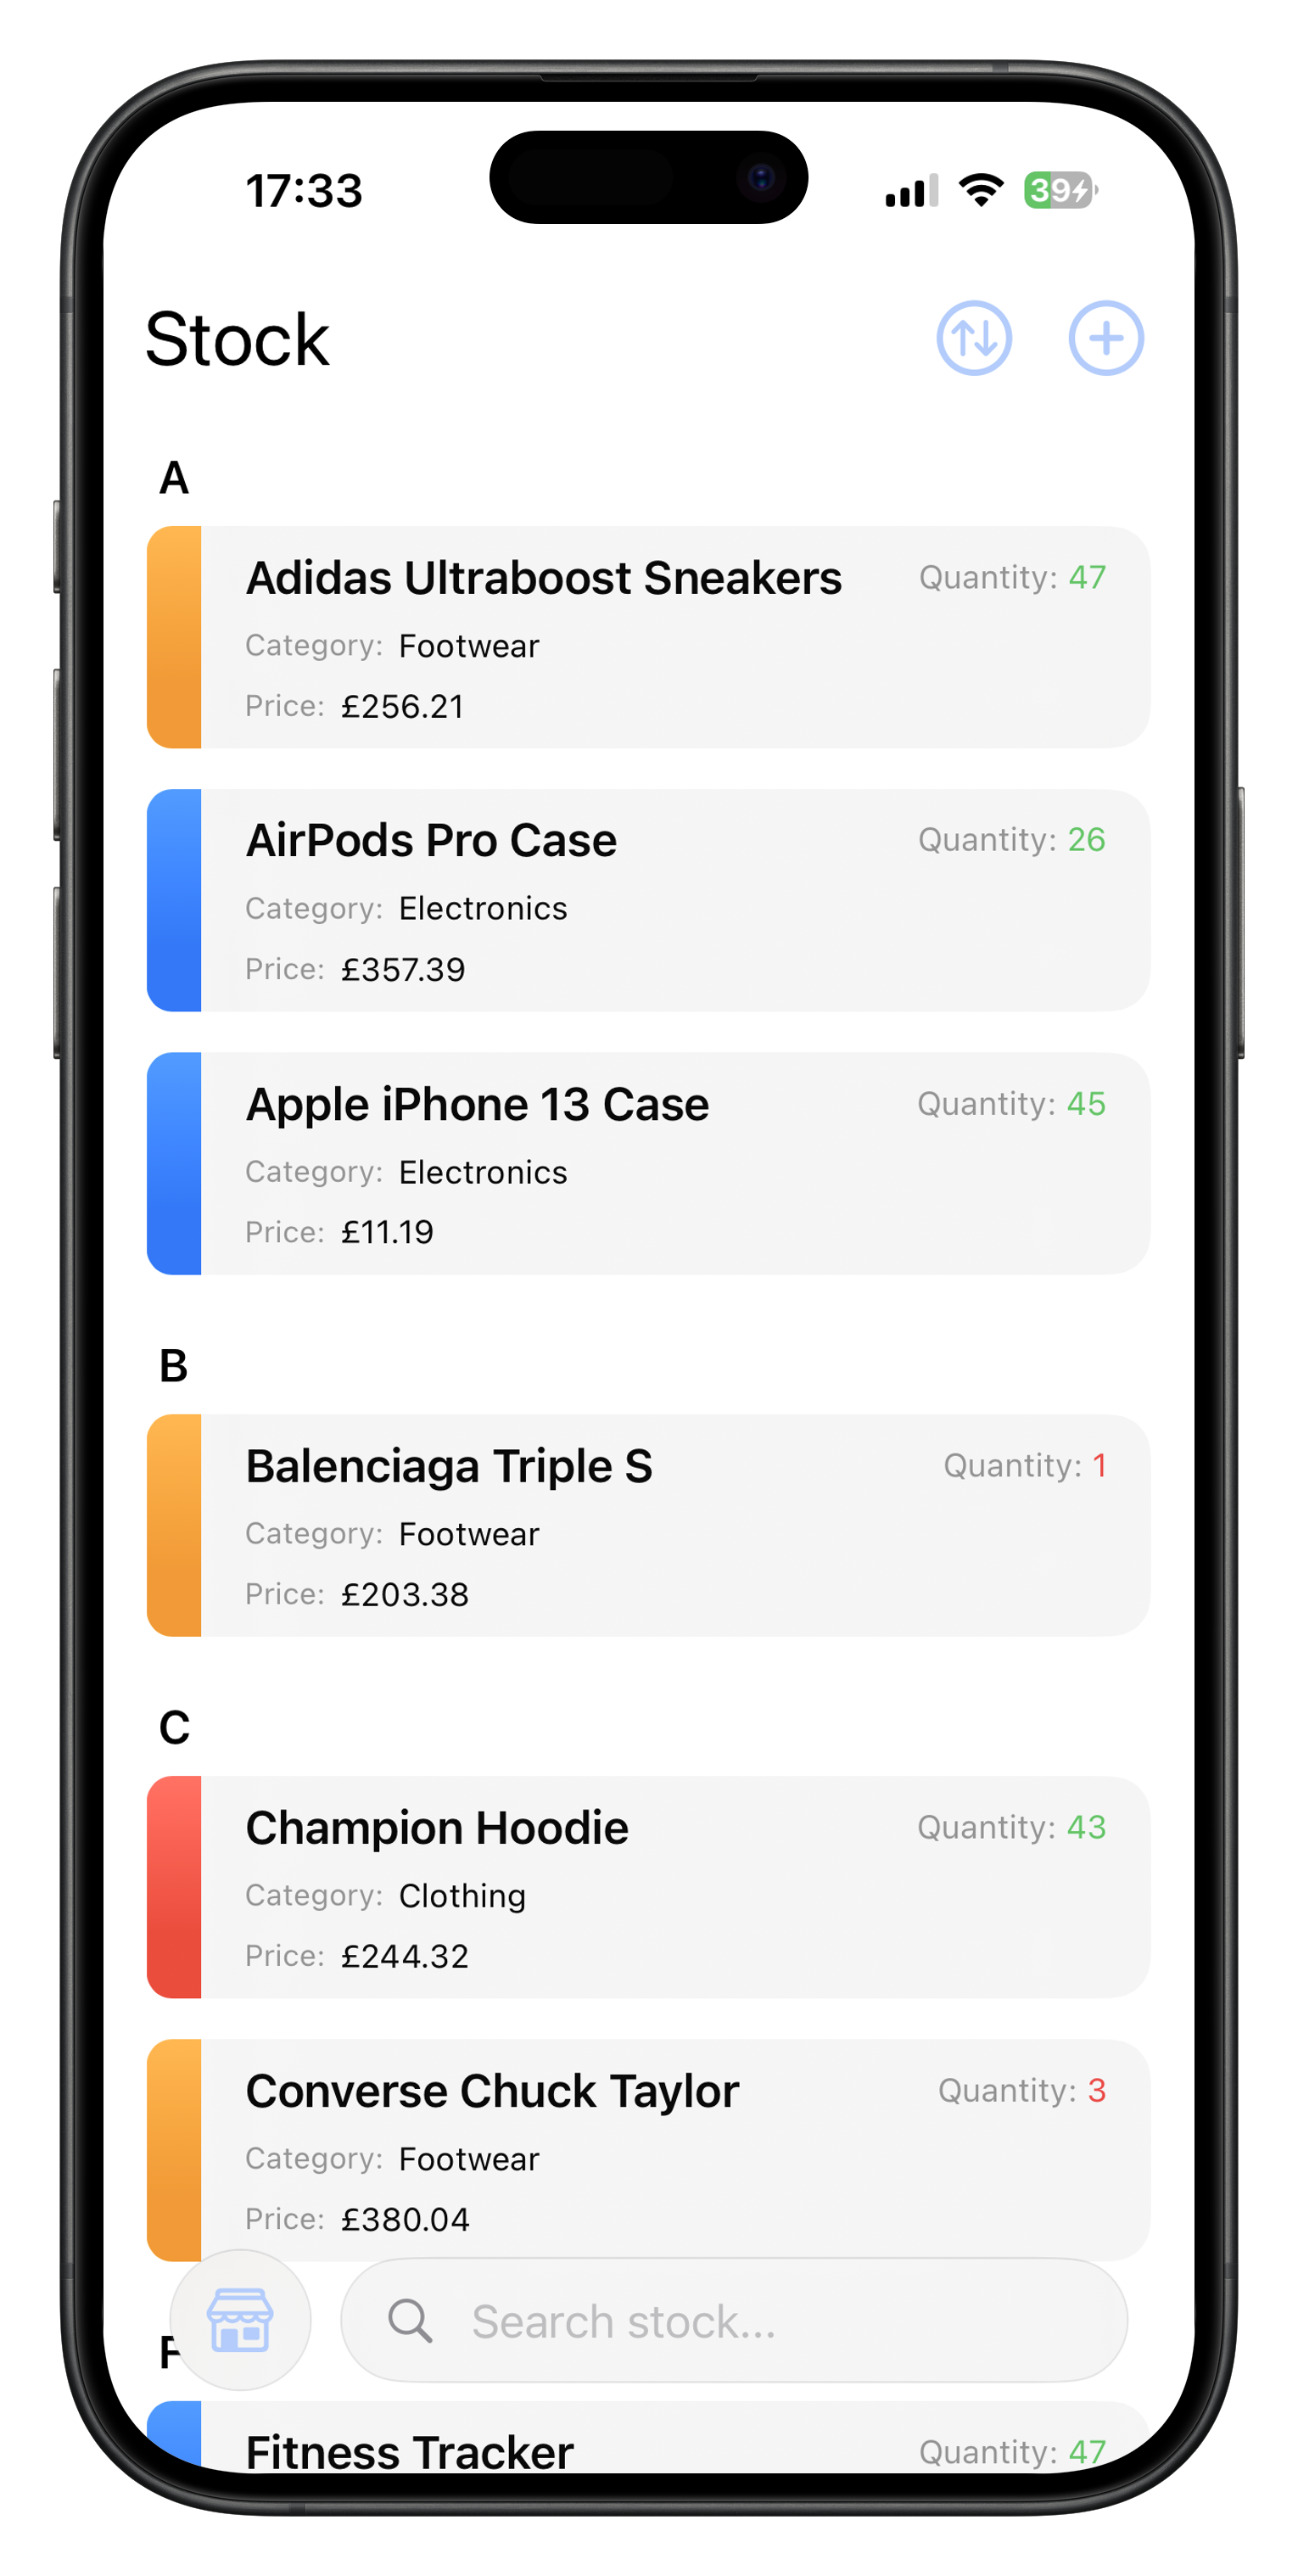 17:33
39
Stock
A
Adidas Ultraboost Sneakers Quantity: 47
Category: Footwear
Price: £256.21
AirPods Pro Case Quantity: 26
Category: Electronics
Price: £357.39
Apple iPhone 13 Case Quantity: 45
Category: Electronics
Price: £11.19
B
Balenciaga Triple S Quantity: 1
Category: Footwear
Price: £203.38
C
Champion Hoodie Quantity: 43
Category: Clothing
Price: £244.32
Converse Chuck Taylor Quantity: 3
Category: Footwear
Price: £380.04
Search stock...
F
Fitness Tracker Quantity: 47